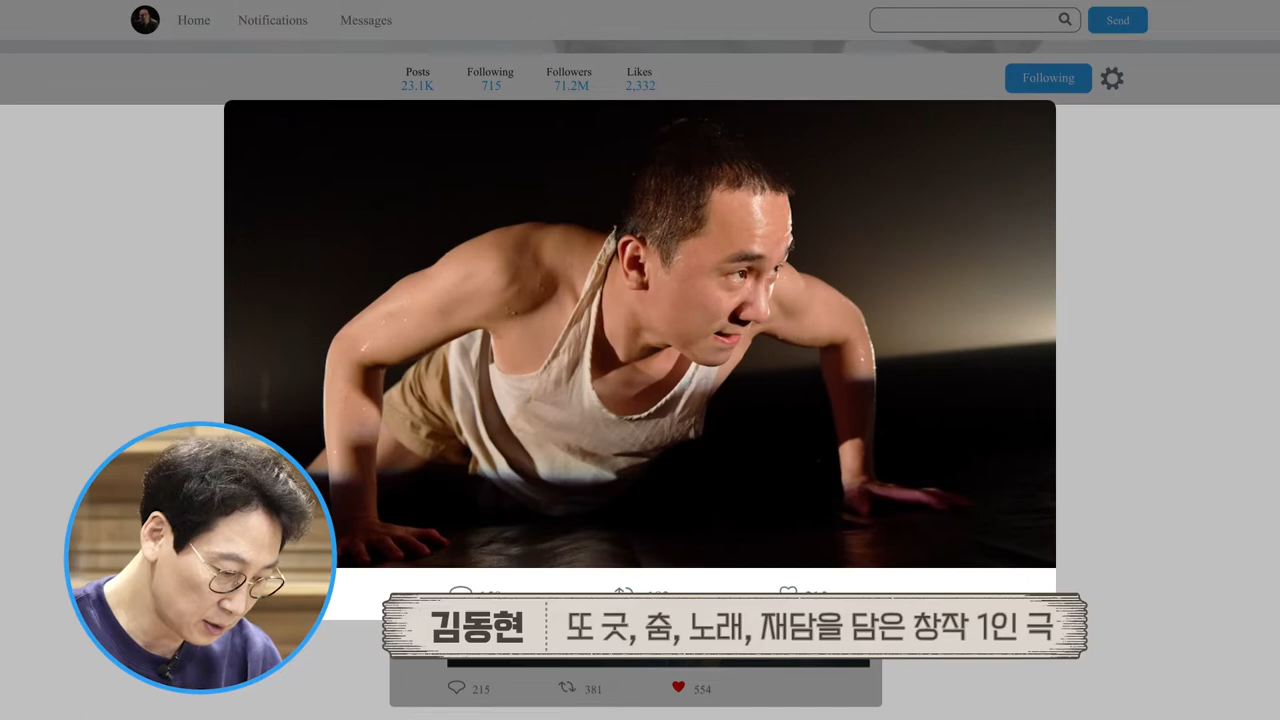 Home Notifications Messages Send
Posts Following Followers Likes
23.1K 715 71.2M 2,332
Following
김동현 또 굿, 춤, 노래, 재담을 담은 창작 1인 극
215 381 554